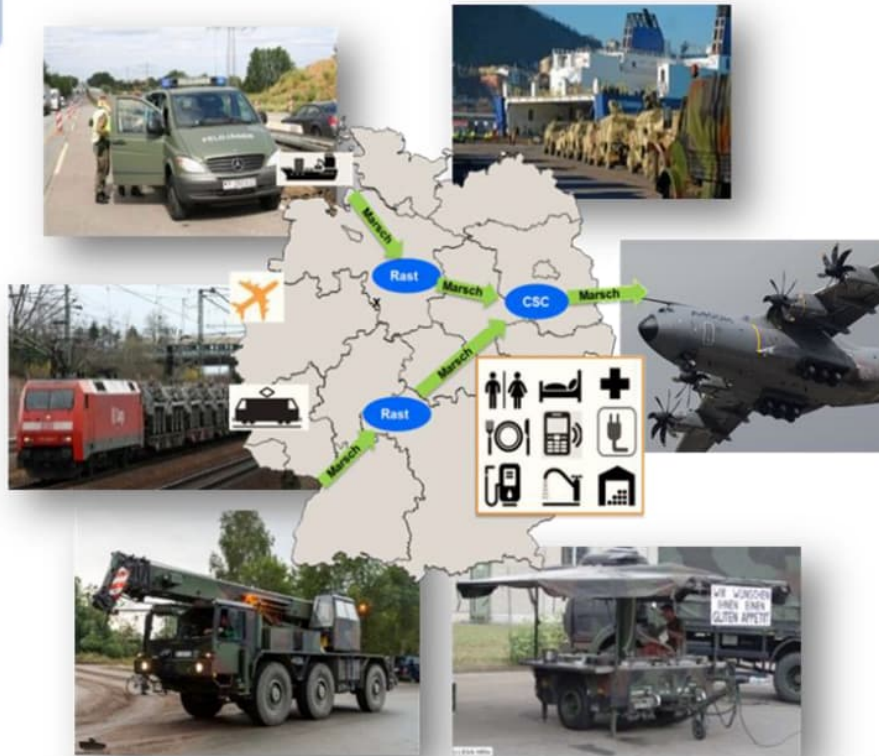 FELDJÄGER
Marsch
Rast
Marsch
CSC
Marsch
Marsch
Rast
Marsch
WIR WÜNSCHEN
IHNEN EINEN
GUTEN APPETIT